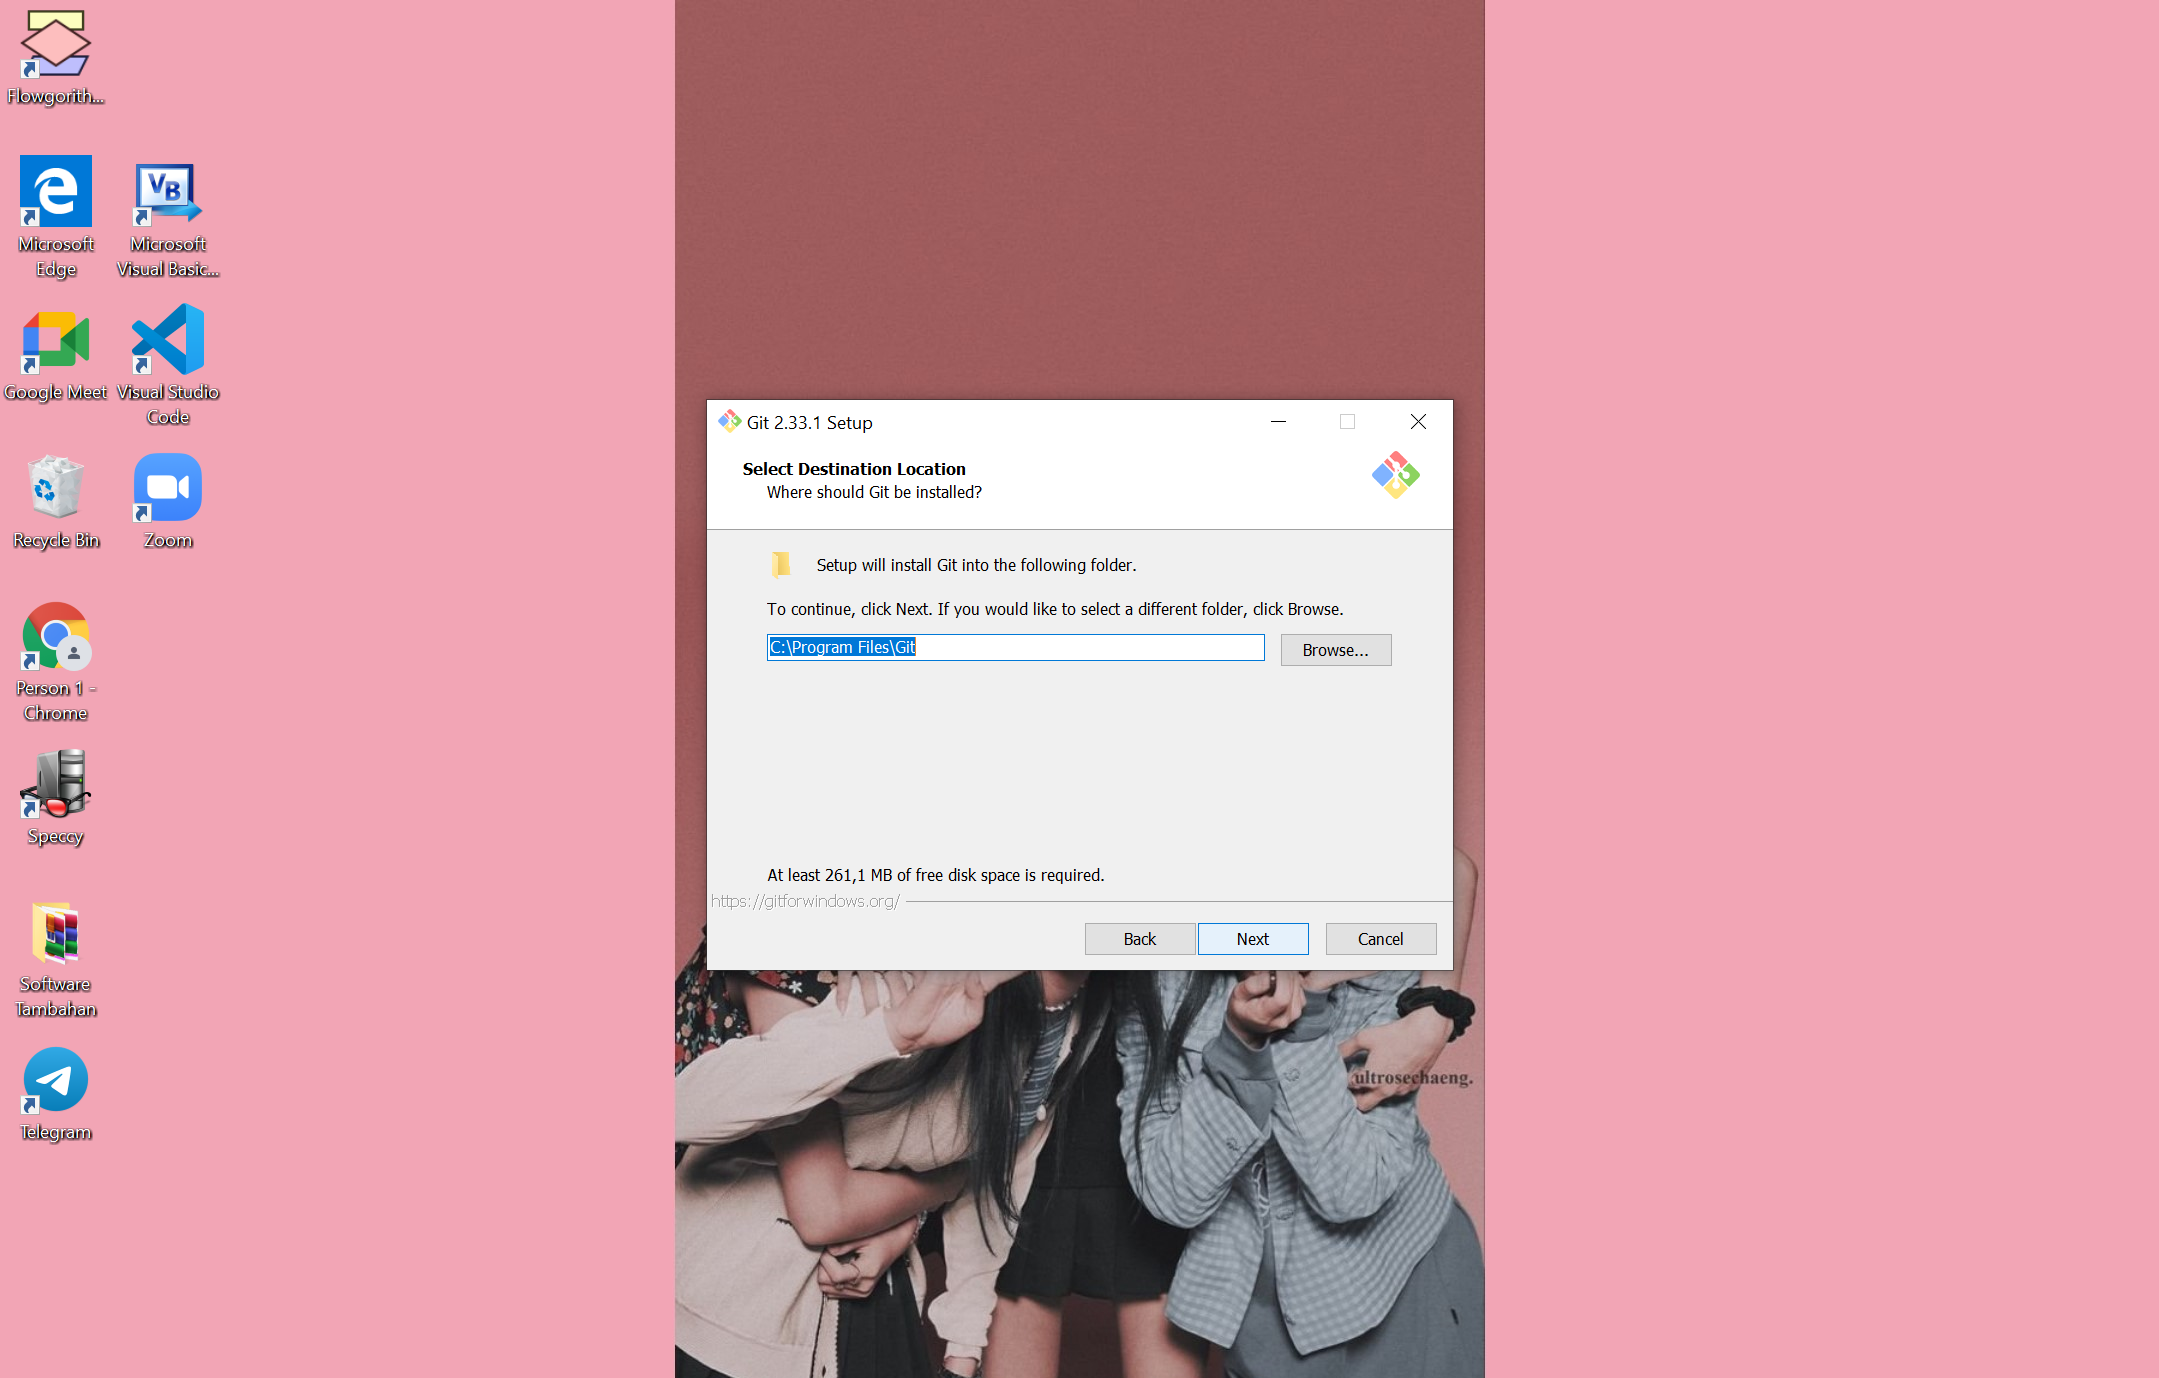 Flowgorith...
Microsoft
Edge
Microsoft
Visual Basic...
Google Meet
Visual Studio
Code
Recycle Bin
Zoom
Person 1 -
Chrome
Speccy
Software
Tambahan
Telegram
Git 2.33.1 Setup
Select Destination Location
Where should Git be installed?
Setup will install Git into the following folder.
To continue, click Next. If you would like to select a different folder, click Browse.
C:\Program Files\Git
Browse...
At least 261,1 MB of free disk space is required.
https://gitforwindows.org/
Back
Next
Cancel
ultrosechaeng.